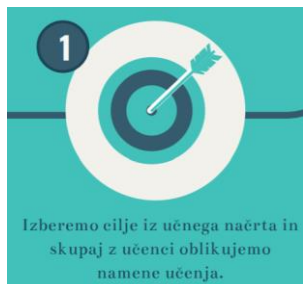 1
Izberemo cilje iz učnega načrta in
skupaj z učenci oblikujemo
namene učenja.